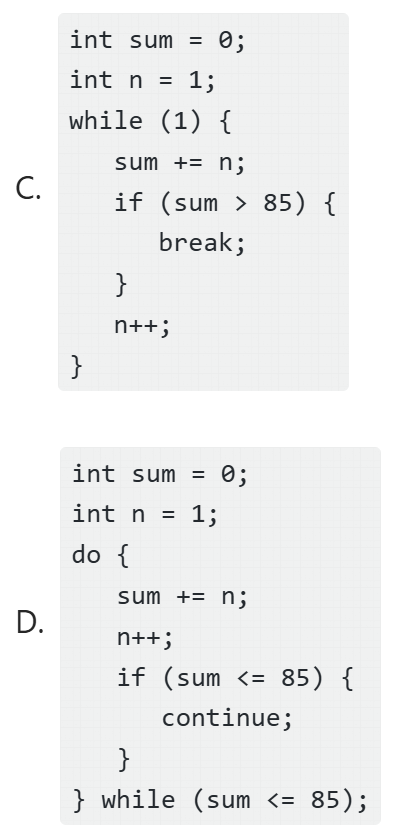 C.
int sum = 0;
int n = 1;
while (1) {
   sum += n;
   if (sum > 85) {
      break;
   }
   n++;
}
D.
int sum = 0;
int n = 1;
do {
   sum += n;
   n++;
   if (sum <= 85) {
      continue;
   }
} while (sum <= 85);